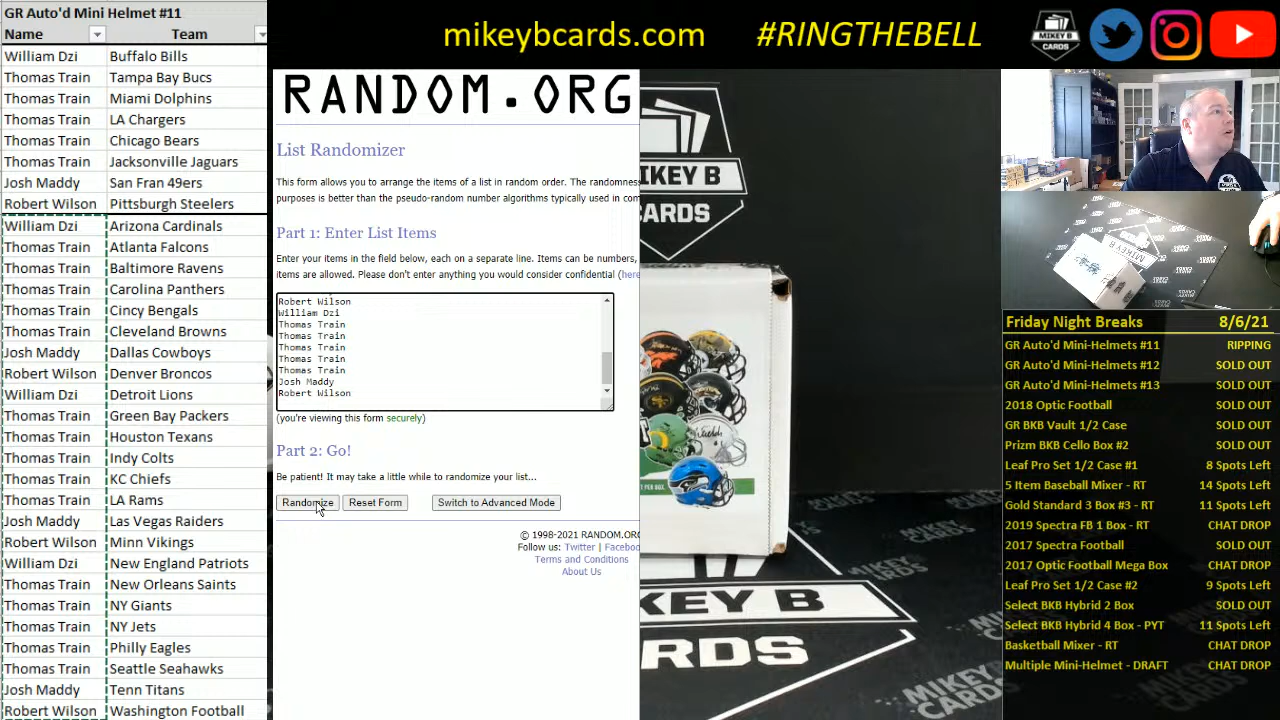 GR Auto'd Mini Helmet #11
Name Team
William Dzi Buffalo Bills
Thomas Train Tampa Bay Bucs
Thomas Train Miami Dolphins
Thomas Train LA Chargers
Thomas Train Chicago Bears
Thomas Train Jacksonville Jaguars
Josh Maddy San Fran 49ers
Robert Wilson Pittsburgh Steelers
William Dzi Arizona Cardinals
Thomas Train Atlanta Falcons
Thomas Train Baltimore Ravens
Thomas Train Carolina Panthers
Thomas Train Cincy Bengals
Thomas Train Cleveland Browns
Josh Maddy Dallas Cowboys
Robert Wilson Denver Broncos
William Dzi Detroit Lions
Thomas Train Green Bay Packers
Thomas Train Houston Texans
Thomas Train Indy Colts
Thomas Train KC Chiefs
Thomas Train LA Rams
Josh Maddy Las Vegas Raiders
Robert Wilson Minn Vikings
William Dzi New England Patriots
Thomas Train New Orleans Saints
Thomas Train NY Giants
Thomas Train NY Jets
Thomas Train Philly Eagles
Thomas Train Seattle Seahawks
Josh Maddy Tenn Titans
Robert Wilson Washington Football
mikeybcards.com #RINGTHEBELL
MIKEY B
CARDS
RANDOM.ORG
List Randomizer
This form allows you to arrange the items of a list in random order. The randomness
purposes is better than the pseudo-random number algorithms typically used in com
Part 1: Enter List Items
Enter your items in the field below, each on a separate line. Items can be numbers,
items are allowed. Please don't enter anything you would consider confidential (here
Robert Wilson
William Dzi
Thomas Train
Thomas Train
Thomas Train
Thomas Train
Thomas Train
Josh Maddy
Robert Wilson
(you're viewing this form securely)
Part 2: Go!
Be patient! It may take a little while to randomize your list...
Randomize Reset Form Switch to Advanced Mode
© 1998-2021 RANDOM.ORG
Follow us: Twitter | Faceboo
Terms and Conditions
About Us
IKEY B
CARDS
PER BOX.
KEY B
RDS
MIKEY
CARDS
Friday Night Breaks 8/6/21
GR Auto'd Mini-Helmets #11 RIPPING
GR Auto'd Mini-Helmets #12 SOLD OUT
GR Auto'd Mini-Helmets #13 SOLD OUT
2018 Optic Football SOLD OUT
GR BKB Vault 1/2 Case SOLD OUT
Prizm BKB Cello Box #2 SOLD OUT
Leaf Pro Set 1/2 Case #1 8 Spots Left
5 Item Baseball Mixer - RT 14 Spots Left
Gold Standard 3 Box #3 - RT 11 Spots Left
2019 Spectra FB 1 Box - RT CHAT DROP
2017 Spectra Football SOLD OUT
2017 Optic Football Mega Box CHAT DROP
Leaf Pro Set 1/2 Case #2 9 Spots Left
Select BKB Hybrid 2 Box SOLD OUT
Select BKB Hybrid 4 Box - PYT 11 Spots Left
Basketball Mixer - RT CHAT DROP
Multiple Mini-Helmet - DRAFT CHAT DROP